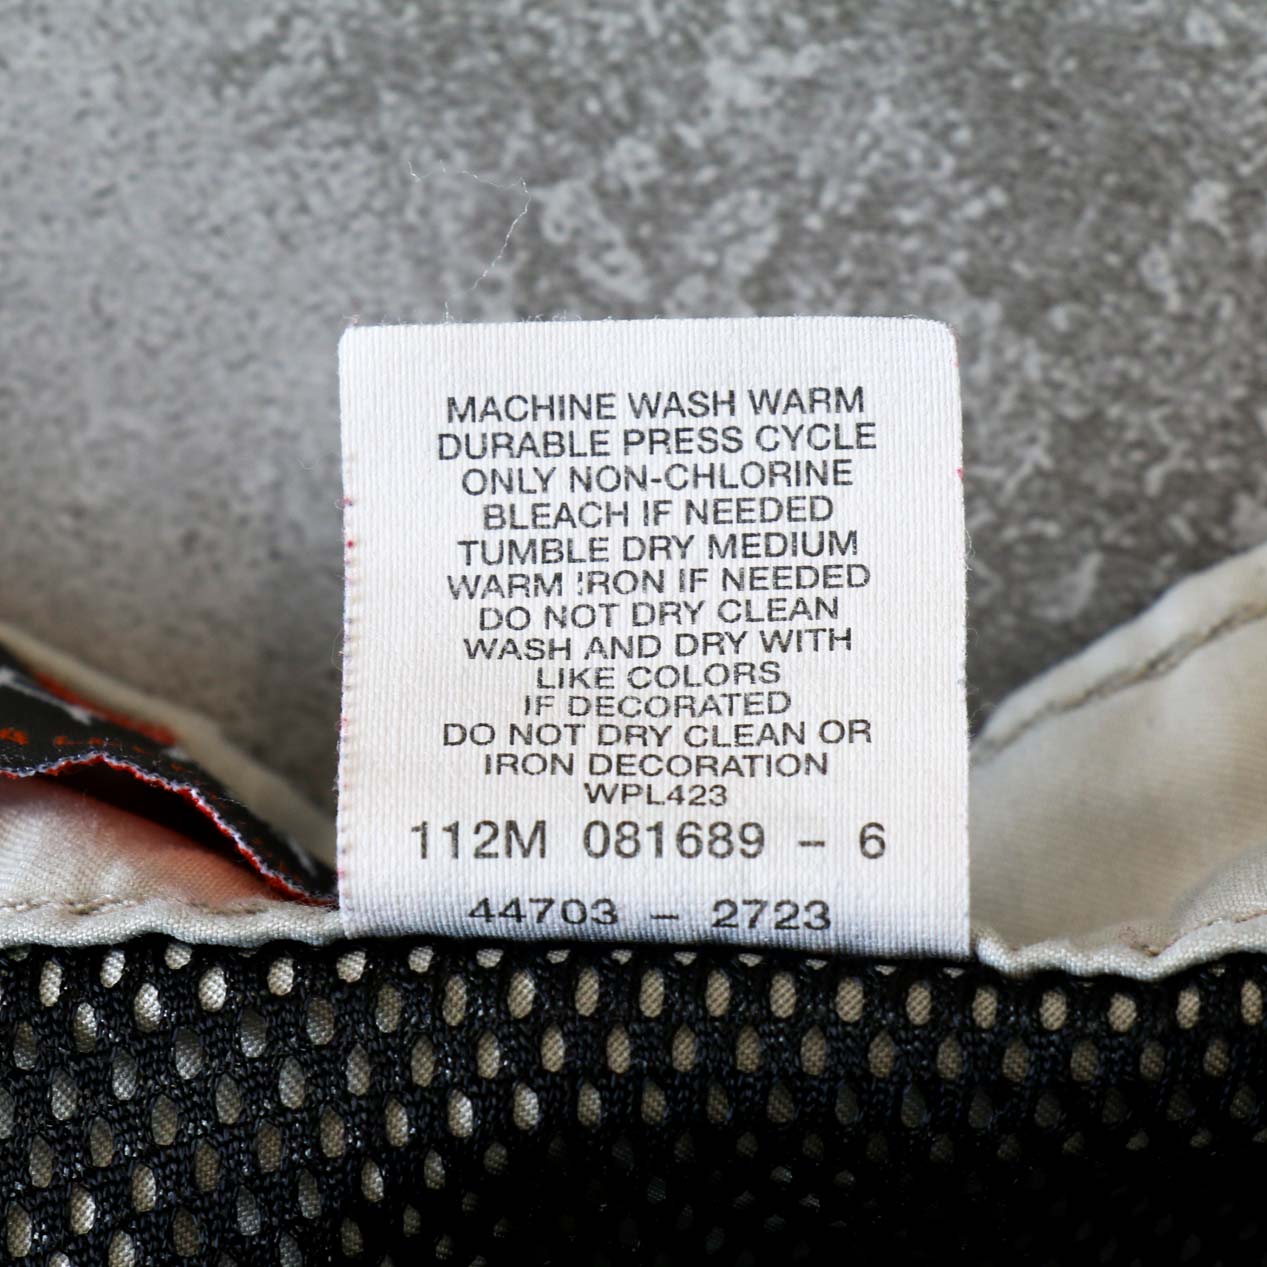 MACHINE WASH WARM
DURABLE PRESS CYCLE
ONLY NON-CHLORINE
BLEACH IF NEEDED
TUMBLE DRY MEDIUM
WARM IRON IF NEEDED
DO NOT DRY CLEAN
WASH AND DRY WITH
LIKE COLORS
IF DECORATED
DO NOT DRY CLEAN OR
IRON DECORATION
WPL423
112M 081689 - 6
44703 - 2723